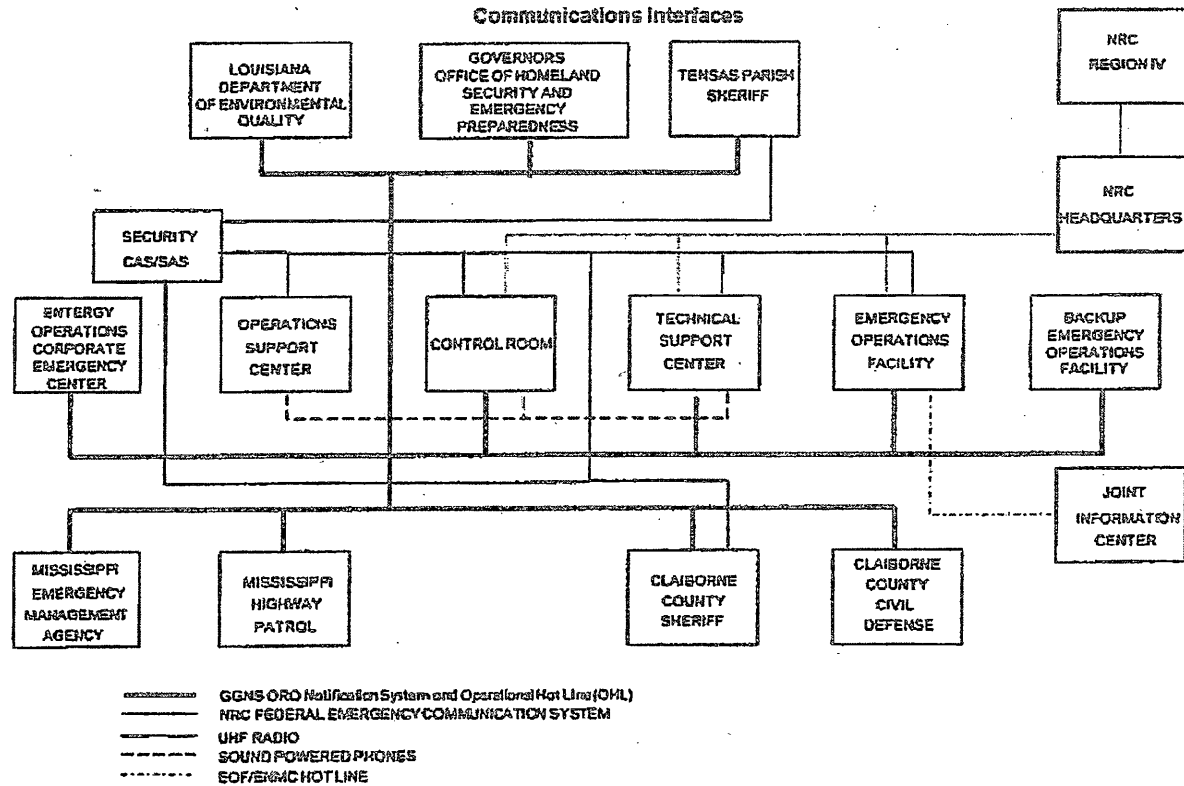 Communications Interfaces
LOUISIANA
DEPARTMENT
OF ENVIRONMENTAL
QUALITY
GOVERNORS
OFFICE OF HOMELAND
SECURITY AND
EMERGENCY
PREPAREDNESS
TENSAS PARISH
SHERIFF
NRC
REGION IV
NRC
HEADQUARTERS
SECURITY
CAS/SAS
ENTERGY
OPERATIONS
CORPORATE
EMERGENCY
CENTER
OPERATIONS
SUPPORT
CENTER
CONTROL ROOM
TECHNICAL
SUPPORT
CENTER
EMERGENCY
OPERATIONS
FACILITY
BACKUP
EMERGENCY
OPERATIONS
FACILITY
JOINT
INFORMATION
CENTER
MISSISSIPPI
EMERGENCY
MANAGEMENT
AGENCY
MISSISSIPPI
HIGHWAY
PATROL
CLAIBORNE
COUNTY
SHERIFF
CLAIBORNE
COUNTY
CIVIL
DEFENSE
GGNS ORO Notification System and Operational Hot Line (OHL)
NRC FEDERAL EMERGENCY COMMUNICATION SYSTEM
UHF RADIO
SOUND POWERED PHONES
EOF/ENMC HOT LINE